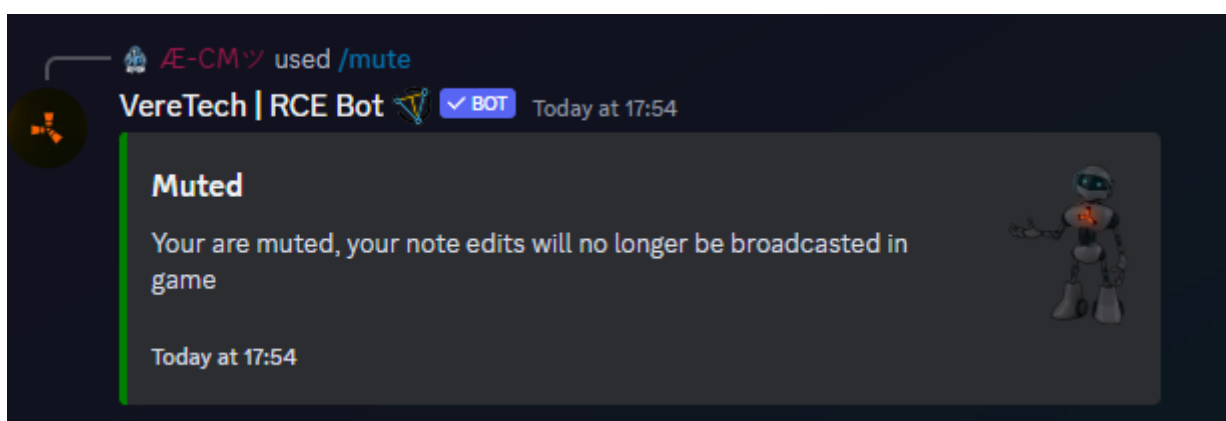 Æ-CMツ used /mute
VereTech | RCE Bot ✓ BOT Today at 17:54
Muted
Your are muted, your note edits will no longer be broadcasted in
game
Today at 17:54